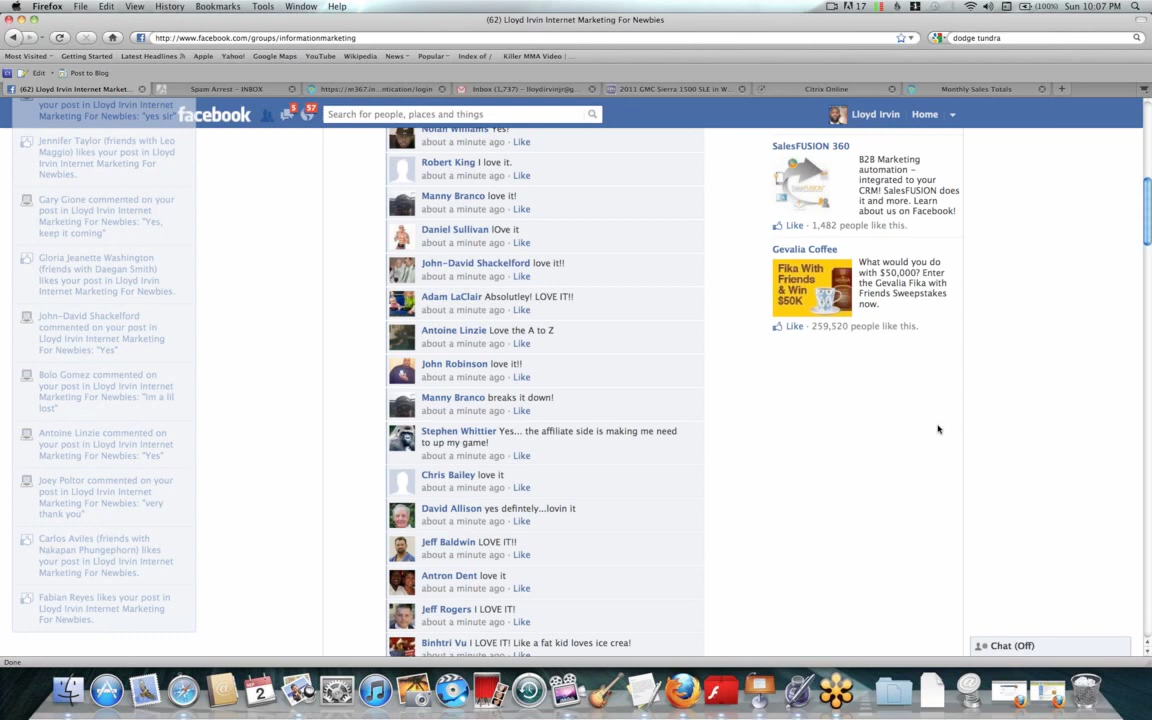 Firefox File Edit View History Bookmarks Tools Window Help 17 (100%) Sun 10:07 PM
(62) Lloyd Irvin Internet Marketing For Newbies
http://www.facebook.com/groups/informationmarketing
dodge tundra
Most Visited Getting Started Latest Headlines Apple Yahoo! Google Maps YouTube Wikipedia News Popular Index of / Killer MMA Video | ...
Edit Post to Blog
(62) Lloyd Irvin Internet Market... Spam Arrest - INBOX https://m367.in...mtication/login Inbox (1,737) - lloydirvinjr@g... 2011 GMC Sierra 1500 SLE in W... Citrix Online Monthly Sales Totals
facebook
5
57
Search for people, places and things
Lloyd Irvin Home
your post in Lloyd Irvin Internet
Marketing For Newbies: "yes sir"
Jennifer Taylor (friends with Leo
Maggio) likes your post in Lloyd
Irvin Internet Marketing For
Newbies.
Gary Gione commented on your
post in Lloyd Irvin Internet
Marketing For Newbies: "Yes,
keep it coming"
Gloria Jeanette Washington
(friends with Daegan Smith)
likes your post in Lloyd Irvin
Internet Marketing For Newbies.
John-David Shackelford
commented on your post in
Lloyd Irvin Internet Marketing
For Newbies: "Yes"
Bolo Gomez commented on
your post in Lloyd Irvin Internet
Marketing For Newbies: "im a lil
lost"
Antoine Linzie commented on
your post in Lloyd Irvin Internet
Marketing For Newbies: "Yes"
Joey Poltor commented on your
post in Lloyd Irvin Internet
Marketing For Newbies: "very
thank you"
Carlos Aviles (friends with
Nakapan Phungephorn) likes
your post in Lloyd Irvin Internet
Marketing For Newbies.
Fabian Reyes likes your post in
Lloyd Irvin Internet Marketing
For Newbies.
Nolan Williams Yes!
about a minute ago · Like
Robert King I love it.
about a minute ago · Like
Manny Branco love it!
about a minute ago · Like
Daniel Sullivan lOve it
about a minute ago · Like
John-David Shackelford love it!!
about a minute ago · Like
Adam LaClair Absolutley! LOVE IT!!
about a minute ago · Like
Antoine Linzie Love the A to Z
about a minute ago · Like
John Robinson love it!!
about a minute ago · Like
Manny Branco breaks it down!
about a minute ago · Like
Stephen Whittier Yes... the affiliate side is making me need
to up my game!
about a minute ago · Like
Chris Bailey love it
about a minute ago · Like
David Allison yes defintely...lovin it
about a minute ago · Like
Jeff Baldwin LOVE IT!!
about a minute ago · Like
Antron Dent love it
about a minute ago · Like
Jeff Rogers I LOVE IT!
about a minute ago · Like
Binhtri Vu I LOVE IT! Like a fat kid loves ice crea!
about a minute ago · Like
SalesFUSION 360
B2B Marketing
automation -
integrated to your
CRM! SalesFUSION does
it and more. Learn
about us on Facebook!
Like · 1,482 people like this.
Gevalia Coffee
Fika With
Friends
& Win
$50K
What would you do
with $50,000? Enter
the Gevalia Fika with
Friends Sweepstakes
now.
Like · 259,520 people like this.
Chat (Off)
Done
2